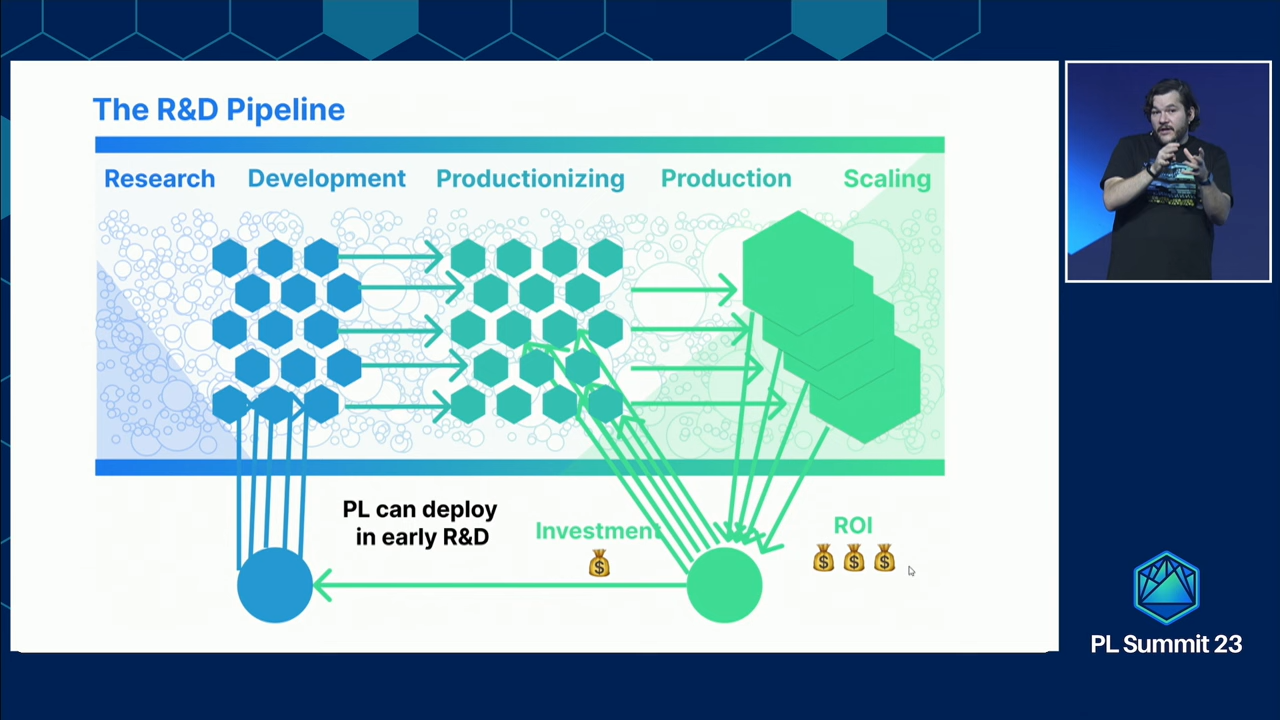 The R&D Pipeline
Research Development Productionizing Production Scaling
PL can deploy
in early R&D
Investment
ROI
$
$ $ $
PL Summit 23